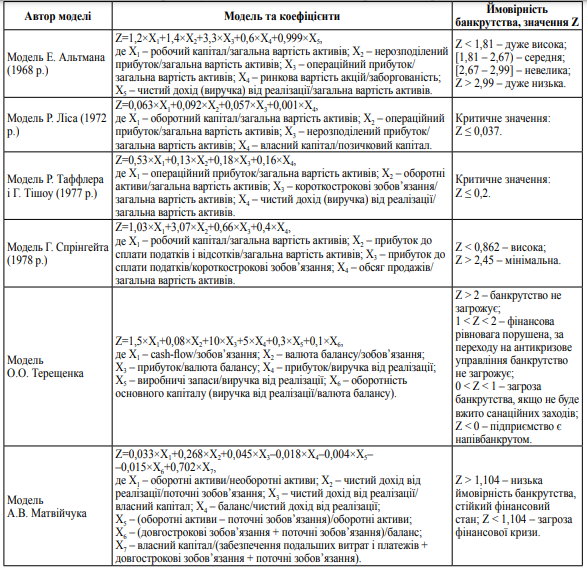 Автор моделі
Модель та коефіцієнти
Ймовірність
банкрутства, значення Z
Модель Е. Альтмана
(1968 р.)
Z=1,2×X₁+1,4×X₂+3,3×X₃+0,6×X₄+0,999×X₅,
де X₁ – робочий капітал/загальна вартість активів; X₂ – нерозподілений
прибуток/загальна вартість активів; X₃ – операційний прибуток/
загальна вартість активів; X₄ – ринкова вартість акцій/заборгованість;
X₅ – чистий дохід (виручка) від реалізації/загальна вартість активів.
Z < 1,81 – дуже висока;
[1,81 – 2,67) – середня;
[2,67 – 2,99] – невелика;
Z > 2,99 – дуже низька.
Модель Р. Ліса (1972
р.)
Z=0,063×X₁+0,092×X₂+0,057×X₃+0,001×X₄,
де X₁ – оборотний капітал/загальна вартість активів; X₂ – операційний
прибуток/загальна вартість активів; X₃ – нерозподілений прибуток/
загальна вартість активів; X₄ – власний капітал/позичковий капітал.
Критичне значення:
Z ≤ 0,037.
Модель Р. Таффлера
і Г. Тішоу (1977 р.)
Z=0,53×X₁+0,13×X₂+0,18×X₃+0,16×X₄,
де X₁ – операційний прибуток/загальна вартість активів; X₂ – оборотні
активи/загальна вартість активів; X₃ – короткострокові зобов’язання/
загальна вартість активів; X₄ – чистий дохід (виручка) від реалізації/
загальна вартість активів.
Критичне значення:
Z ≤ 0,2.
Модель Г. Спрінгейта
(1978 р.)
Z=1,03×X₁+3,07×X₂+0,66×X₃+0,4×X₄,
де X₁ – робочий капітал/загальна вартість активів; X₂ – прибуток до
сплати податків і відсотків/загальна вартість активів; X₃ – прибуток до
сплати податків/короткострокові зобов’язання; X₄ – обсяг продажів/
загальна вартість активів.
Z < 0,862 – висока;
Z > 2,45 – мінімальна.
Модель
О.О. Терещенка
Z=1,5×X₁+0,08×X₂+10×X₃+5×X₄+0,3×X₅+0,1×X₆,
де X₁ – cash-flow/зобов’язання; X₂ – валюта балансу/зобов’язання;
X₃ – прибуток/валюта балансу; X₄ – прибуток/виручка від реалізації;
X₅ – виробничі запаси/виручка від реалізації; X₆ – оборотність
основного капіталу (виручка від реалізації/валюта балансу).
Z > 2 – банкрутство не
загрожує;
1 < Z < 2 – фінансова
рівновага порушена, за
переходу на антикризове
управління банкрутство
не загрожує;
0 < Z < 1 – загроза
банкрутства, якщо не буде
вжито санаційних заходів;
Z < 0 – підприємство є
напівбанкрутом.
Модель
А.В. Матвійчука
Z=0,033×X₁+0,268×X₂+0,045×X₃–0,018×X₄–0,004×X₅–
–0,015×X₆+0,702×X₇,
де X₁ – оборотні активи/необоротні активи; X₂ – чистий дохід від
реалізації/поточні зобов’язання; X₃ – чистий дохід від реалізації/
власний капітал; X₄ – баланс/чистий дохід від реалізації;
X₅ – (оборотні активи – поточні зобов’язання)/оборотні активи;
X₆ – (довгострокові зобов’язання + поточні зобов’язання)/баланс;
X₇ – власний капітал/(забезпечення подальших витрат і платежів +
довгострокові зобов’язання + поточні зобов’язання).
Z > 1,104 – низька
ймовірність банкрутства,
стійкий фінансовий
стан; Z < 1,104 – загроза
фінансової кризи.